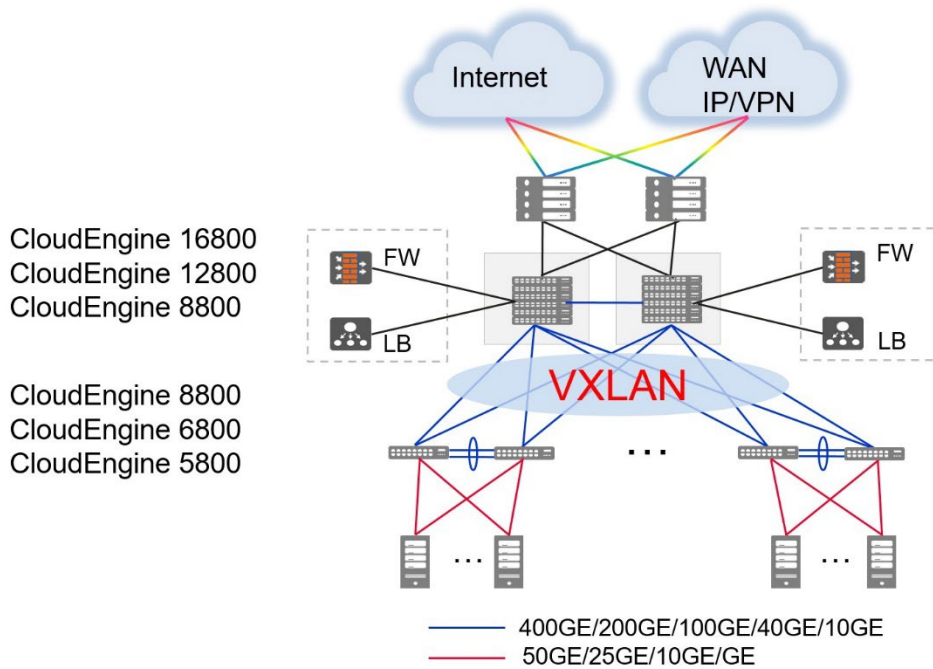 Internet
WAN
IP/VPN
CloudEngine 16800
CloudEngine 12800
CloudEngine 8800
FW
LB
FW
LB
VXLAN
CloudEngine 8800
CloudEngine 6800
CloudEngine 5800
...
...
...
400GE/200GE/100GE/40GE/10GE
50GE/25GE/10GE/GE